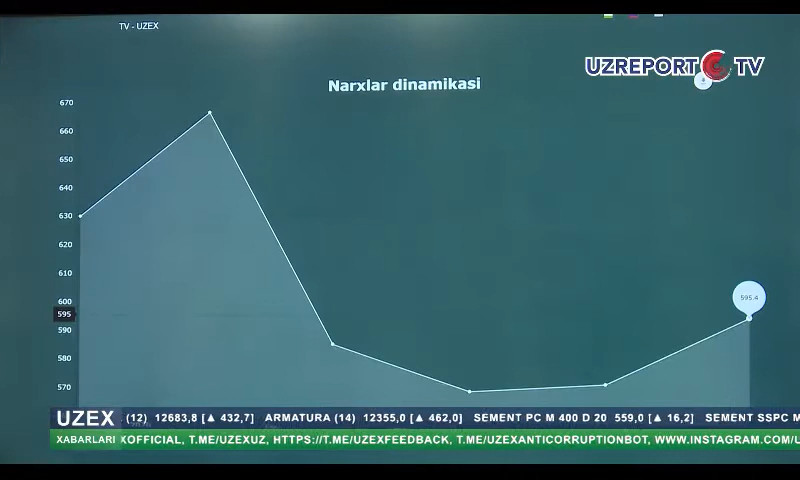 TV - UZEX
UZREPORT TV
Narxlar dinamikasi
670
660
650
640
630
620
610
600
595
590
580
570
595.4
UZEX (12) 12683,8 [▲ 432,7] ARMATURA (14) 12355,0 [▲ 462,0] SEMENT PC M 400 D 20 559,0 [▲ 16,2] SEMENT SSPC M
XABARLARI KOFFICIAL, T.ME/UZEXUZ, HTTPS://T.ME/UZEXFEEDBACK, T.ME/UZEXANTICORRUPTIONBOT, WWW.INSTAGRAM.COM/U